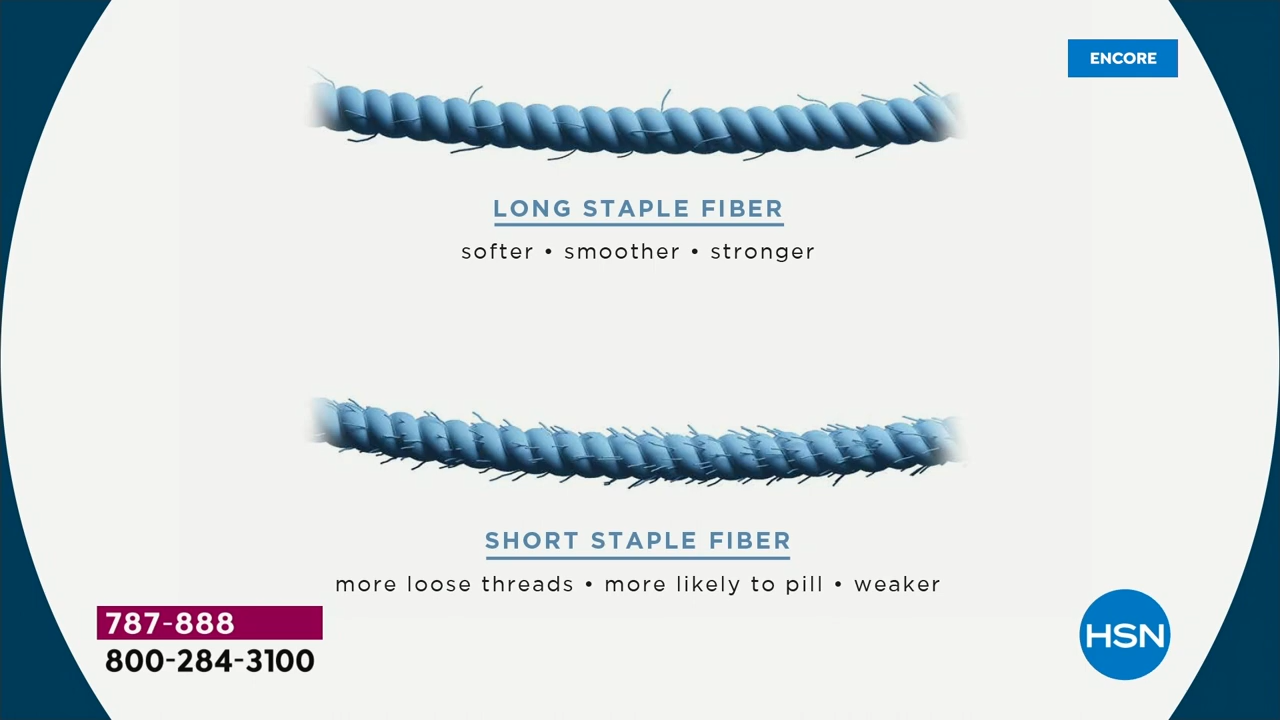 ENCORE
LONG STAPLE FIBER
softer • smoother • stronger
SHORT STAPLE FIBER
more loose threads • more likely to pill • weaker
787-888
800-284-3100
HSN